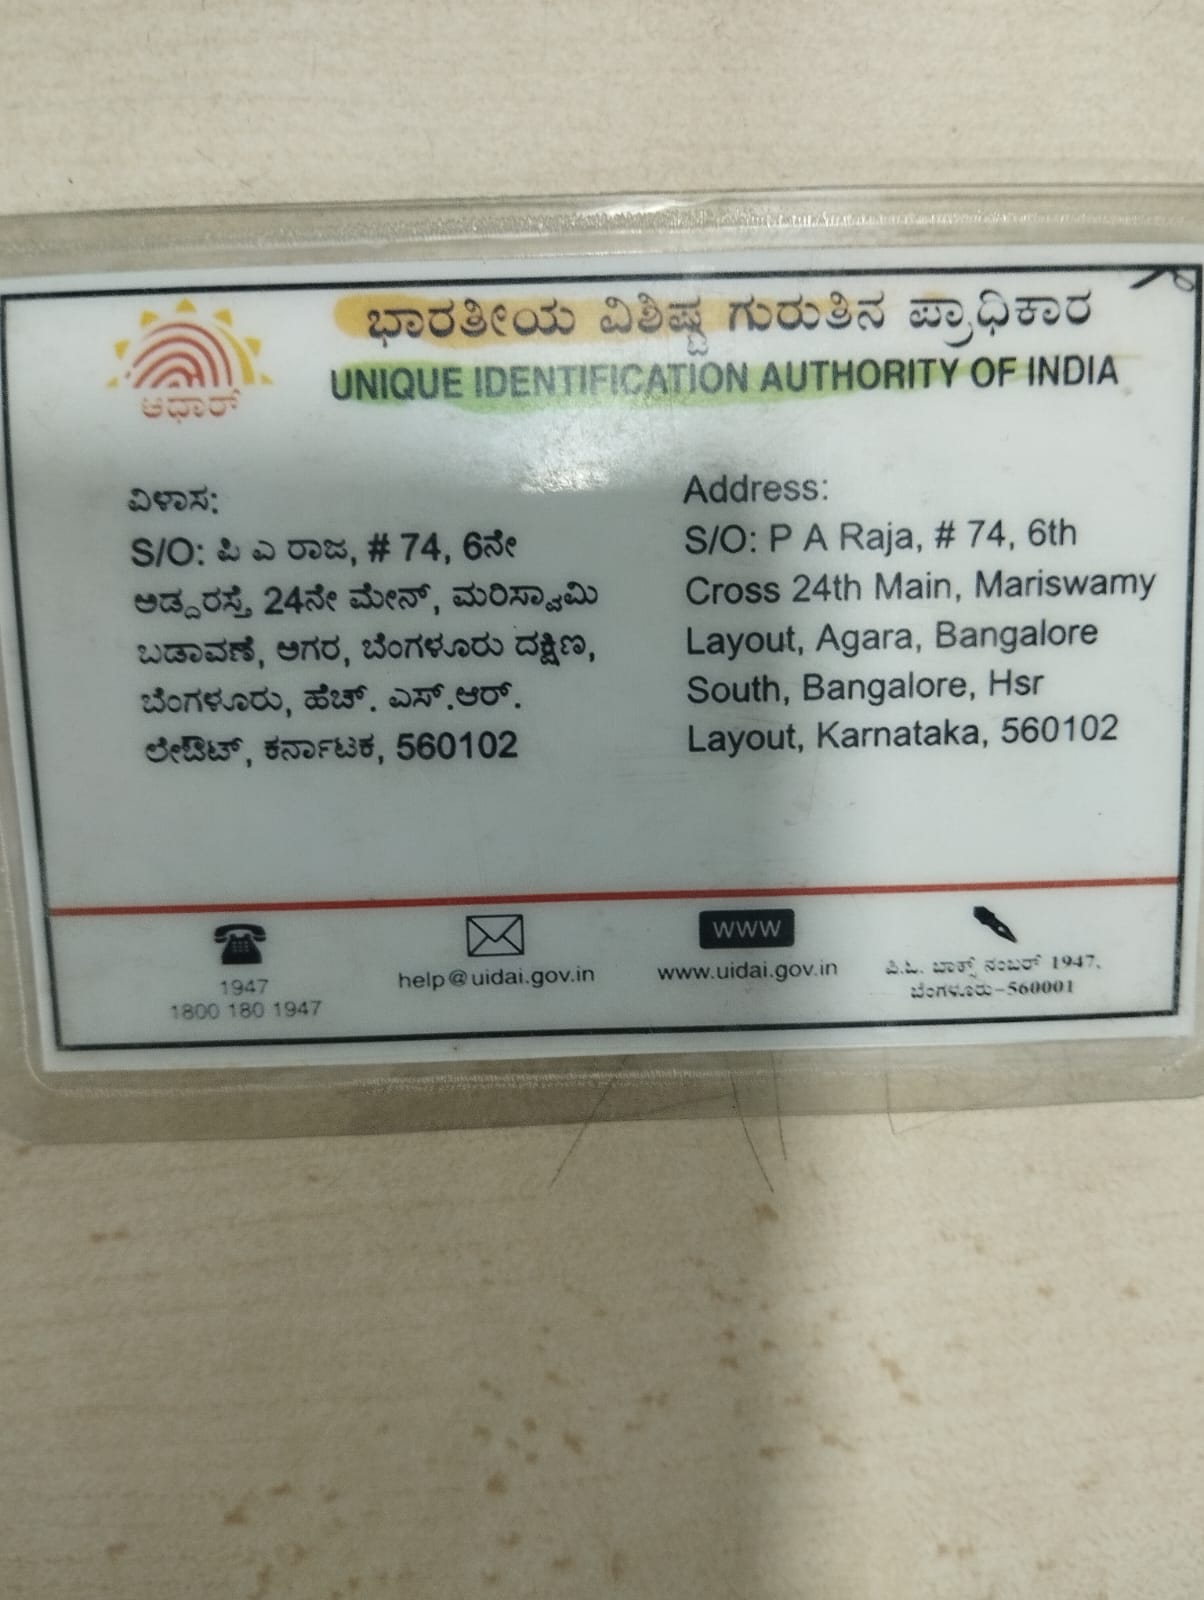 ಭಾರತೀಯ ವಿಶಿಷ್ಟ ಗುರುತಿನ ಪ್ರಾಧಿಕಾರ
UNIQUE IDENTIFICATION AUTHORITY OF INDIA
ಆಧಾರ್
ವಿಳಾಸ:
S/O: ಪಿ ಎ ರಾಜ, # 74, 6ನೇ
ಅಡ್ಡರಸ್ತೆ 24ನೇ ಮೇನ್, ಮರಿಸ್ವಾಮಿ
ಬಡಾವಣೆ, ಅಗರ, ಬೆಂಗಳೂರು ದಕ್ಷಿಣ,
ಬೆಂಗಳೂರು, ಹೆಚ್. ಎಸ್.ಆರ್.
ಲೇಔಟ್, ಕರ್ನಾಟಕ, 560102
Address:
S/O: P A Raja, # 74, 6th
Cross 24th Main, Mariswamy
Layout, Agara, Bangalore
South, Bangalore, Hsr
Layout, Karnataka, 560102
1947
1800 180 1947
help@uidai.gov.in
www
www.uidai.gov.in
ಪಿ.ಓ. ಬಾಕ್ಸ್ ನಂಬರ್ 1947,
ಬೆಂಗಳೂರು-560001